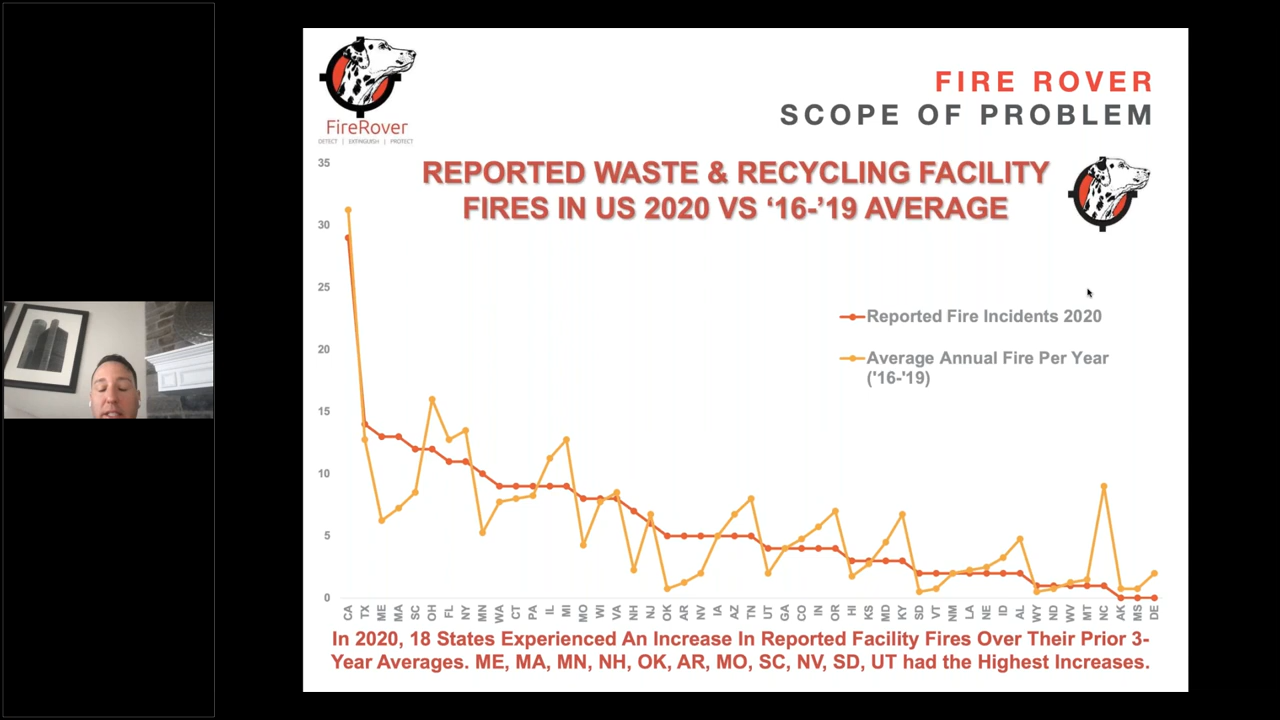 FireRover
DETECT | EXTINGUISH | PROTECT
FIRE ROVER
SCOPE OF PROBLEM
REPORTED WASTE & RECYCLING FACILITY
FIRES IN US 2020 VS ‘16-’19 AVERAGE
35
30
25
20
15
10
5
0
Reported Fire Incidents 2020
Average Annual Fire Per Year
('16-'19)
CA TX ME MA SC OH FL NY MN WA CT PA IL MI MO WI VA NH NJ OK AR NV IA AZ TN UT GA CO IN OR HI KS MD KY SD VT NM LA NE ID AL WY ND WV MT NC AK MS DE
In 2020, 18 States Experienced An Increase In Reported Facility Fires Over Their Prior 3-
Year Averages. ME, MA, MN, NH, OK, AR, MO, SC, NV, SD, UT had the Highest Increases.